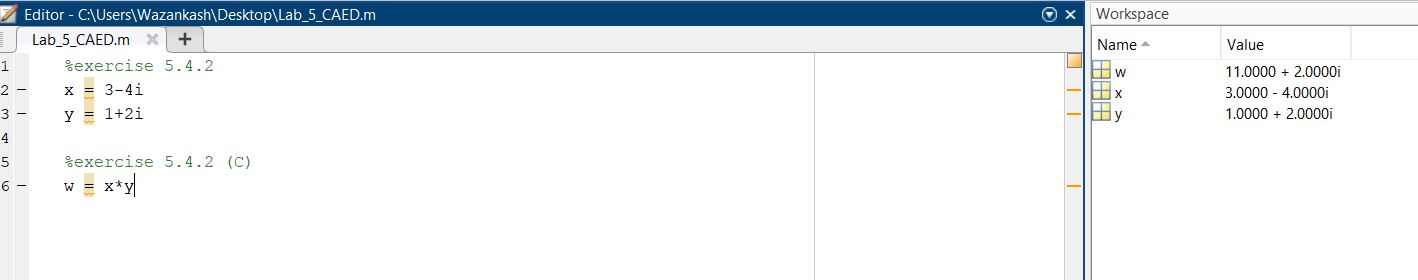 Editor - C:\Users\Wazankash\Desktop\Lab_5_CAED.m
Lab_5_CAED.m
1 %exercise 5.4.2
2 - x = 3-4i
3 - y = 1+2i
4
5 %exercise 5.4.2 (C)
6 - w = x*y
Workspace
Name Value
w 11.0000 + 2.0000i
x 3.0000 - 4.0000i
y 1.0000 + 2.0000i